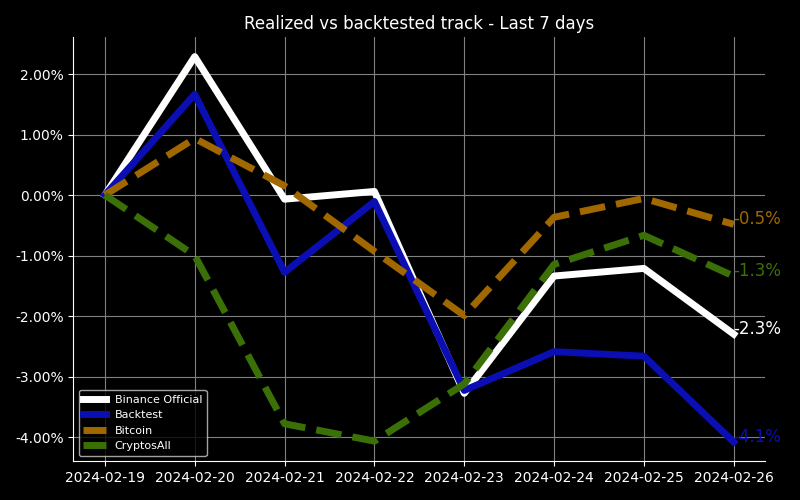 Realized vs backtested track - Last 7 days
2.00%
1.00%
0.00%
-1.00%
-2.00%
-3.00%
-4.00%
-0.5%
-1.3%
-2.3%
-4.1%
Binance Official
Backtest
Bitcoin
CryptosAll
2024-02-19 2024-02-20 2024-02-21 2024-02-22 2024-02-23 2024-02-24 2024-02-25 2024-02-26